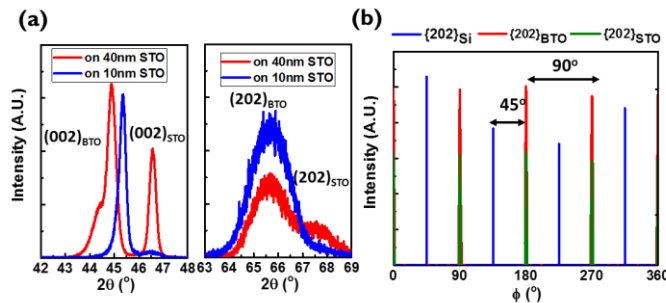 (a)
on 40nm STO
on 10nm STO
(002)BTO
(002)STO
Intensity (A.U.)
42 43 44 45 46 47 48
2θ (°)
on 40nm STO
on 10nm STO
(202)BTO
(202)STO
63 64 65 66 67 68 69
2θ (°)
(b)
{202}Si {202}BTO {202}STO
90°
45°
Intensity (A.U.)
0 90 180 270 360
ϕ (°)